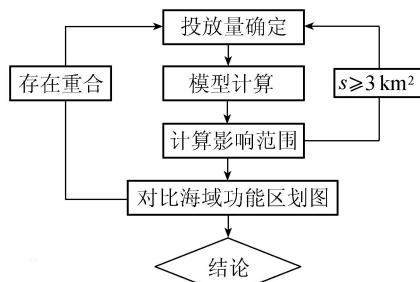 投放量确定
存在重合
模型计算
s⩾3 km²
计算影响范围
对比海域功能区划图
结论